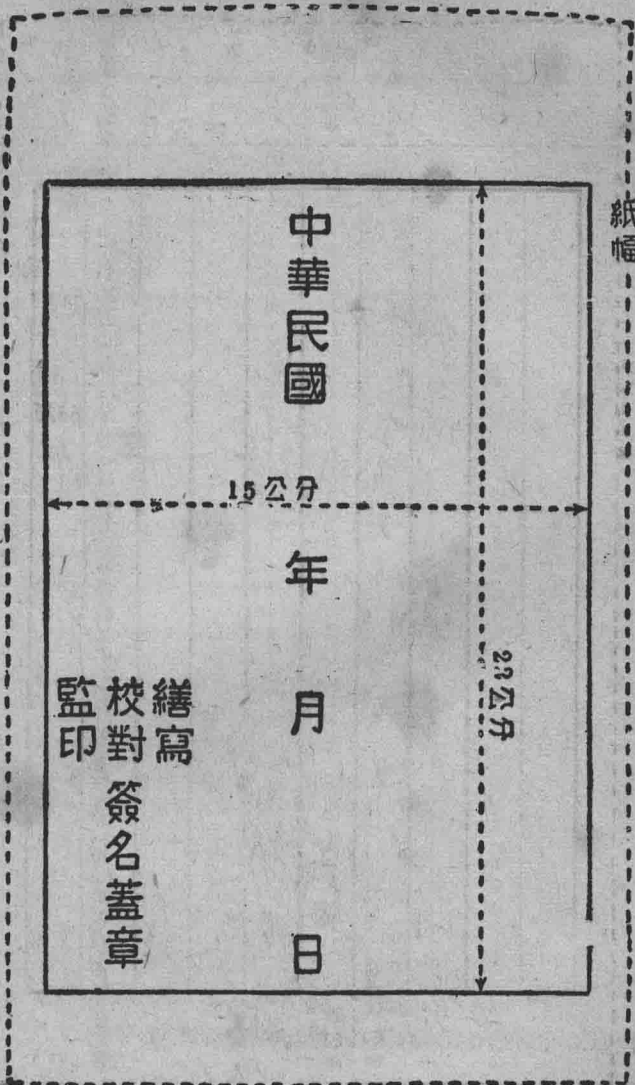 紙幅
22公分
中華民國 年 月 日
15公分
繕寫
校對 簽名蓋章
監印